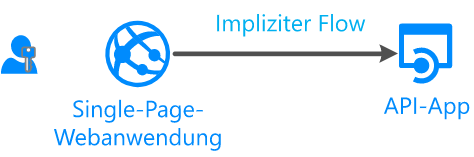 Impliziter Flow
Single-Page-
Webanwendung
API-App